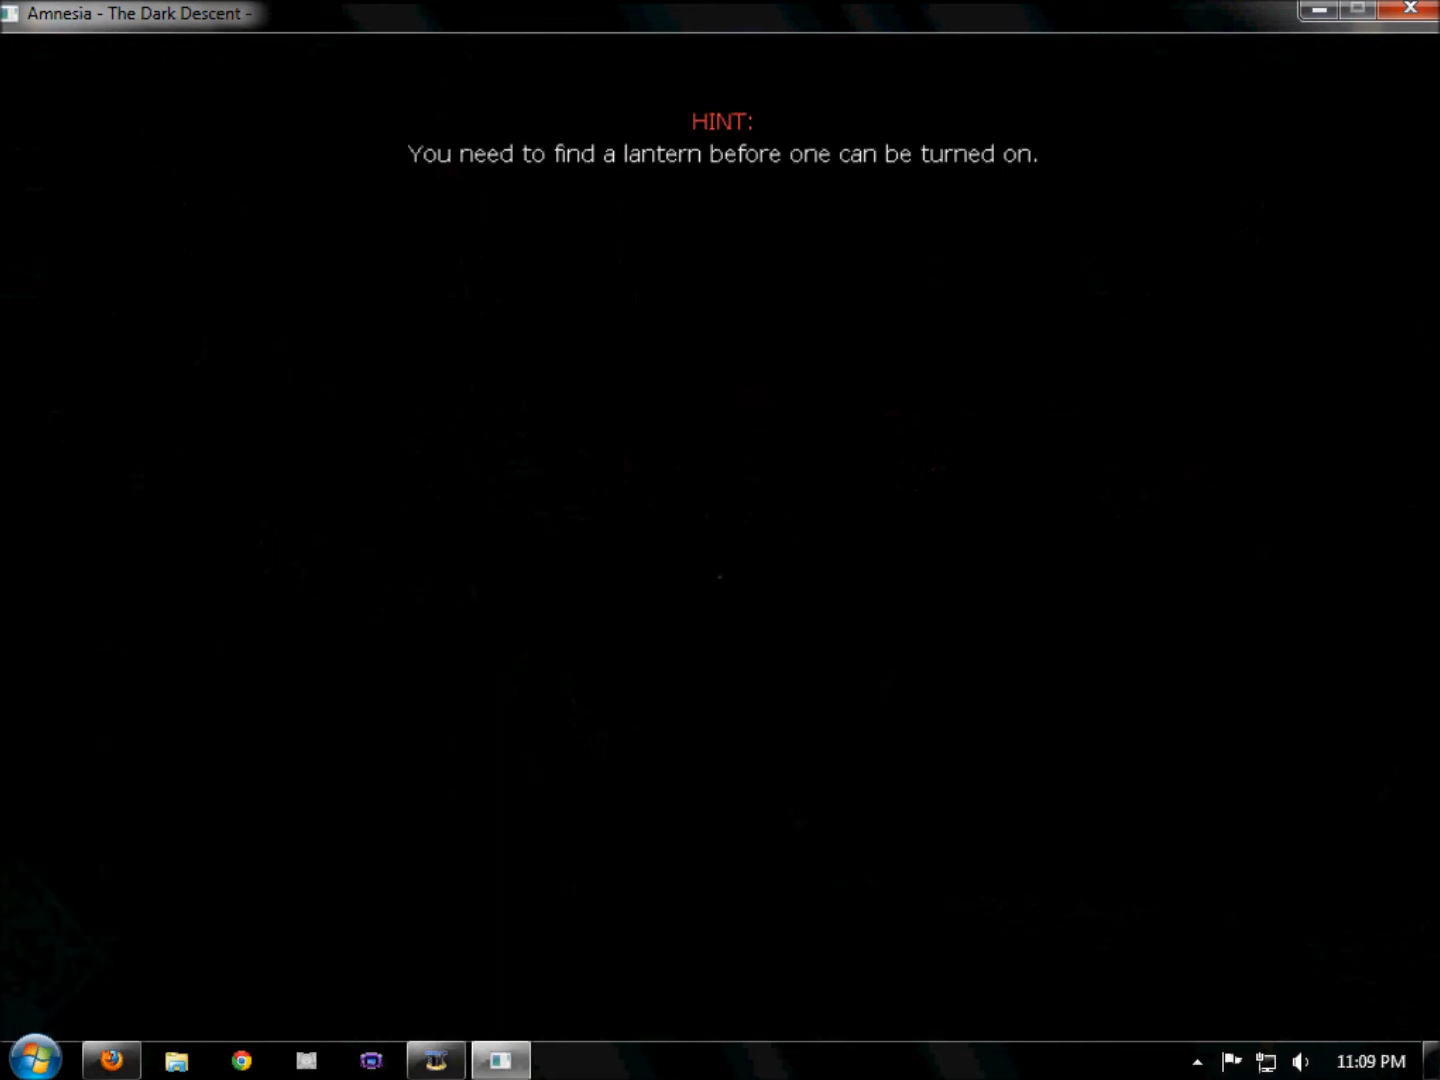 Amnesia - The Dark Descent -
HINT:
You need to find a lantern before one can be turned on.
11:09 PM